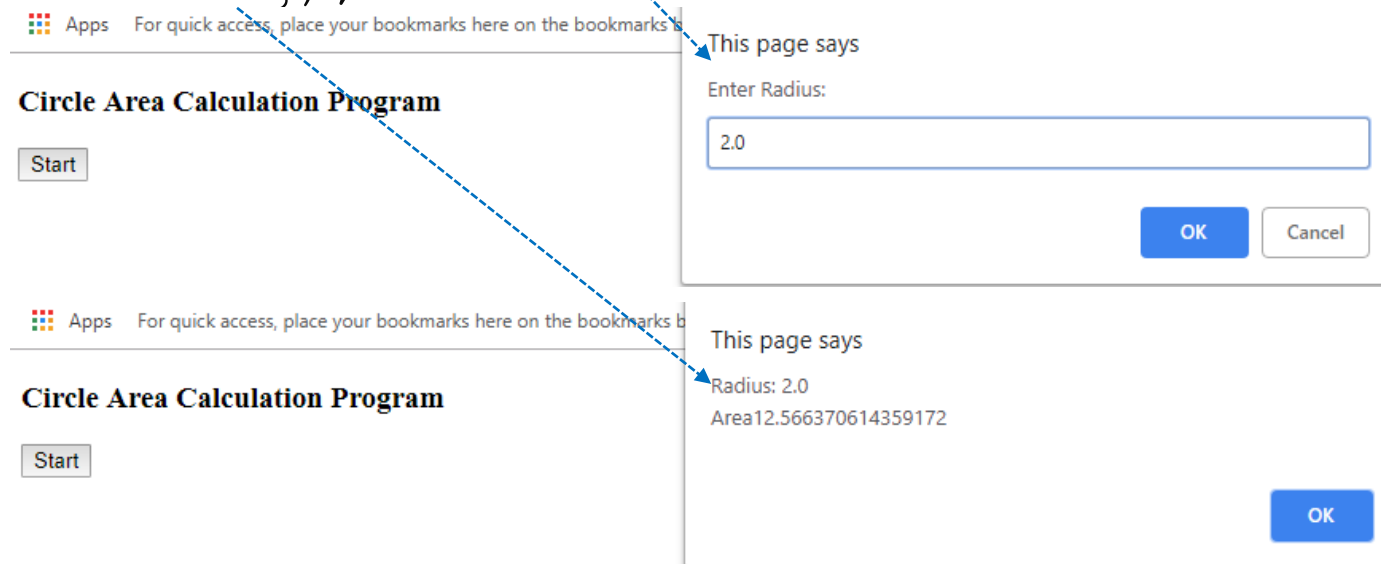 Apps For quick access, place your bookmarks here on the bookmarks
This page says
Enter Radius:
Circle Area Calculation Program
2.0
Start
OK Cancel
Apps For quick access, place your bookmarks here on the bookmarks
This page says
Radius: 2.0
Circle Area Calculation Program
Area12.566370614359172
Start
OK